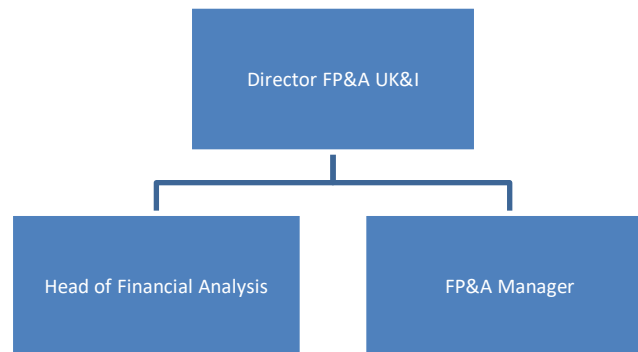 Director FP&A UK&I
Head of Financial Analysis
FP&A Manager